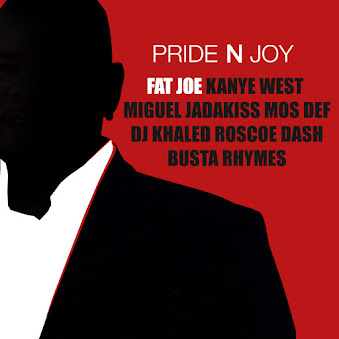 PRIDE N JOY
FAT JOE KANYE WEST
MIGUEL JADAKISS MOS DEF
DJ KHALED ROSCOE DASH
BUSTA RHYMES